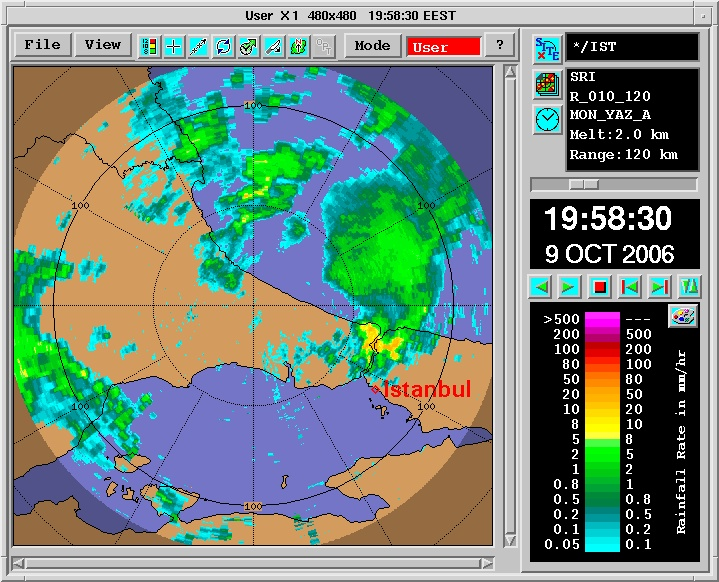 User X1 480x480 19:58:30 EEST
File View Mode User ?
SITE
*/IST
SRI
R_010_120
MON_YAZ_A
Melt:2.0 km
Range:120 km
19:58:30
9 OCT 2006
100
100
100
100
100
100
Istanbul
>500 ---
200 500
100 200
80 100
50 80
20 50
10 20
8 10
5 8
2 5
1 2
0.8 1
0.5 0.8
0.2 0.5
0.1 0.2
0.05 0.1
Rainfall Rate in mm/hr